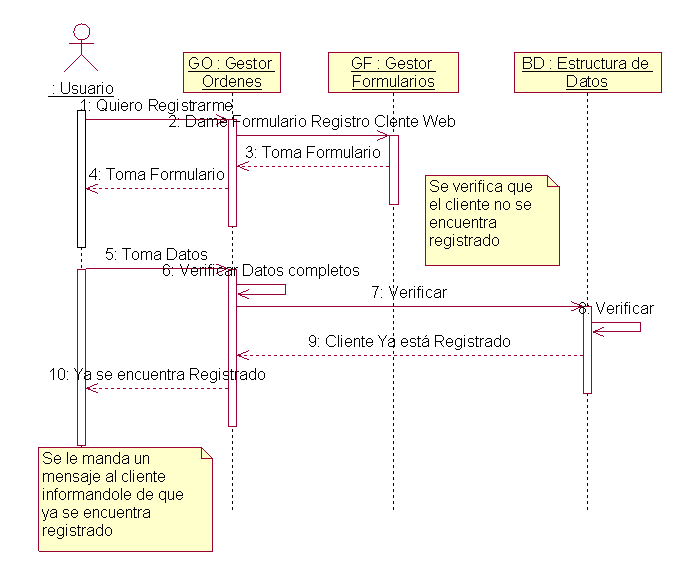 : Usuario
GO : Gestor
Ordenes
GF : Gestor
Formularios
BD : Estructura de
Datos
1: Quiero Registrarme
2: Dame Formulario Registro Clente Web
3: Toma Formulario
4: Toma Formulario
Se verifica que
el cliente no se
encuentra
registrado
5: Toma Datos
6: Verificar Datos completos
7: Verificar
8: Verificar
9: Cliente Ya está Registrado
10: Ya se encuentra Registrado
Se le manda un
mensaje al cliente
informandole de que
ya se encuentra
registrado